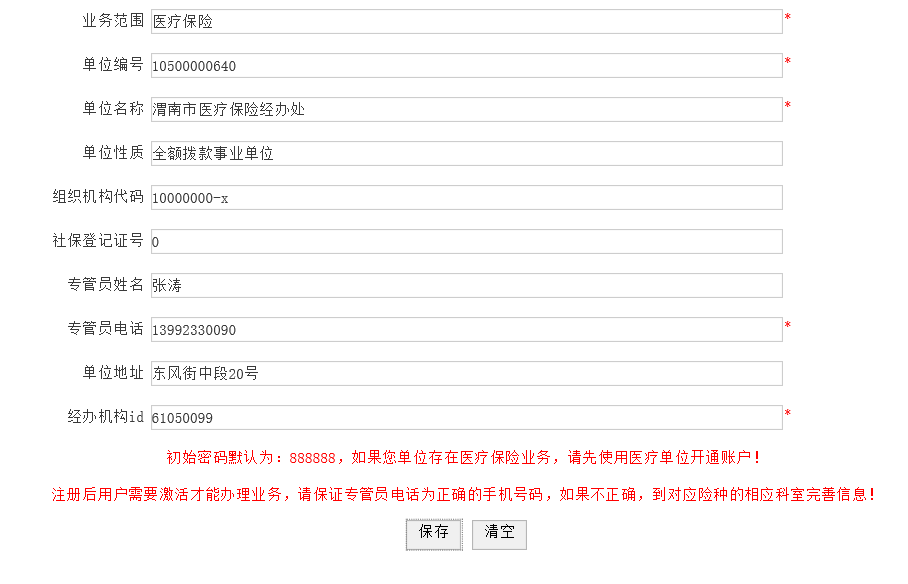 业务范围 医疗保险 *
单位编号 10500000640 *
单位名称 渭南市医疗保险经办处 *
单位性质 全额拨款事业单位
组织机构代码 10000000-x
社保登记证号 0
专管员姓名 张涛
专管员电话 13992330090 *
单位地址 东风街中段20号
经办机构id 61050099 *
初始密码默认为：888888，如果您单位存在医疗保险业务，请先使用医疗单位开通账户！
注册后用户需要激活才能办理业务，请保证专管员电话为正确的手机号码，如果不正确，到对应险种的相应科室完善信息！
保存 清空